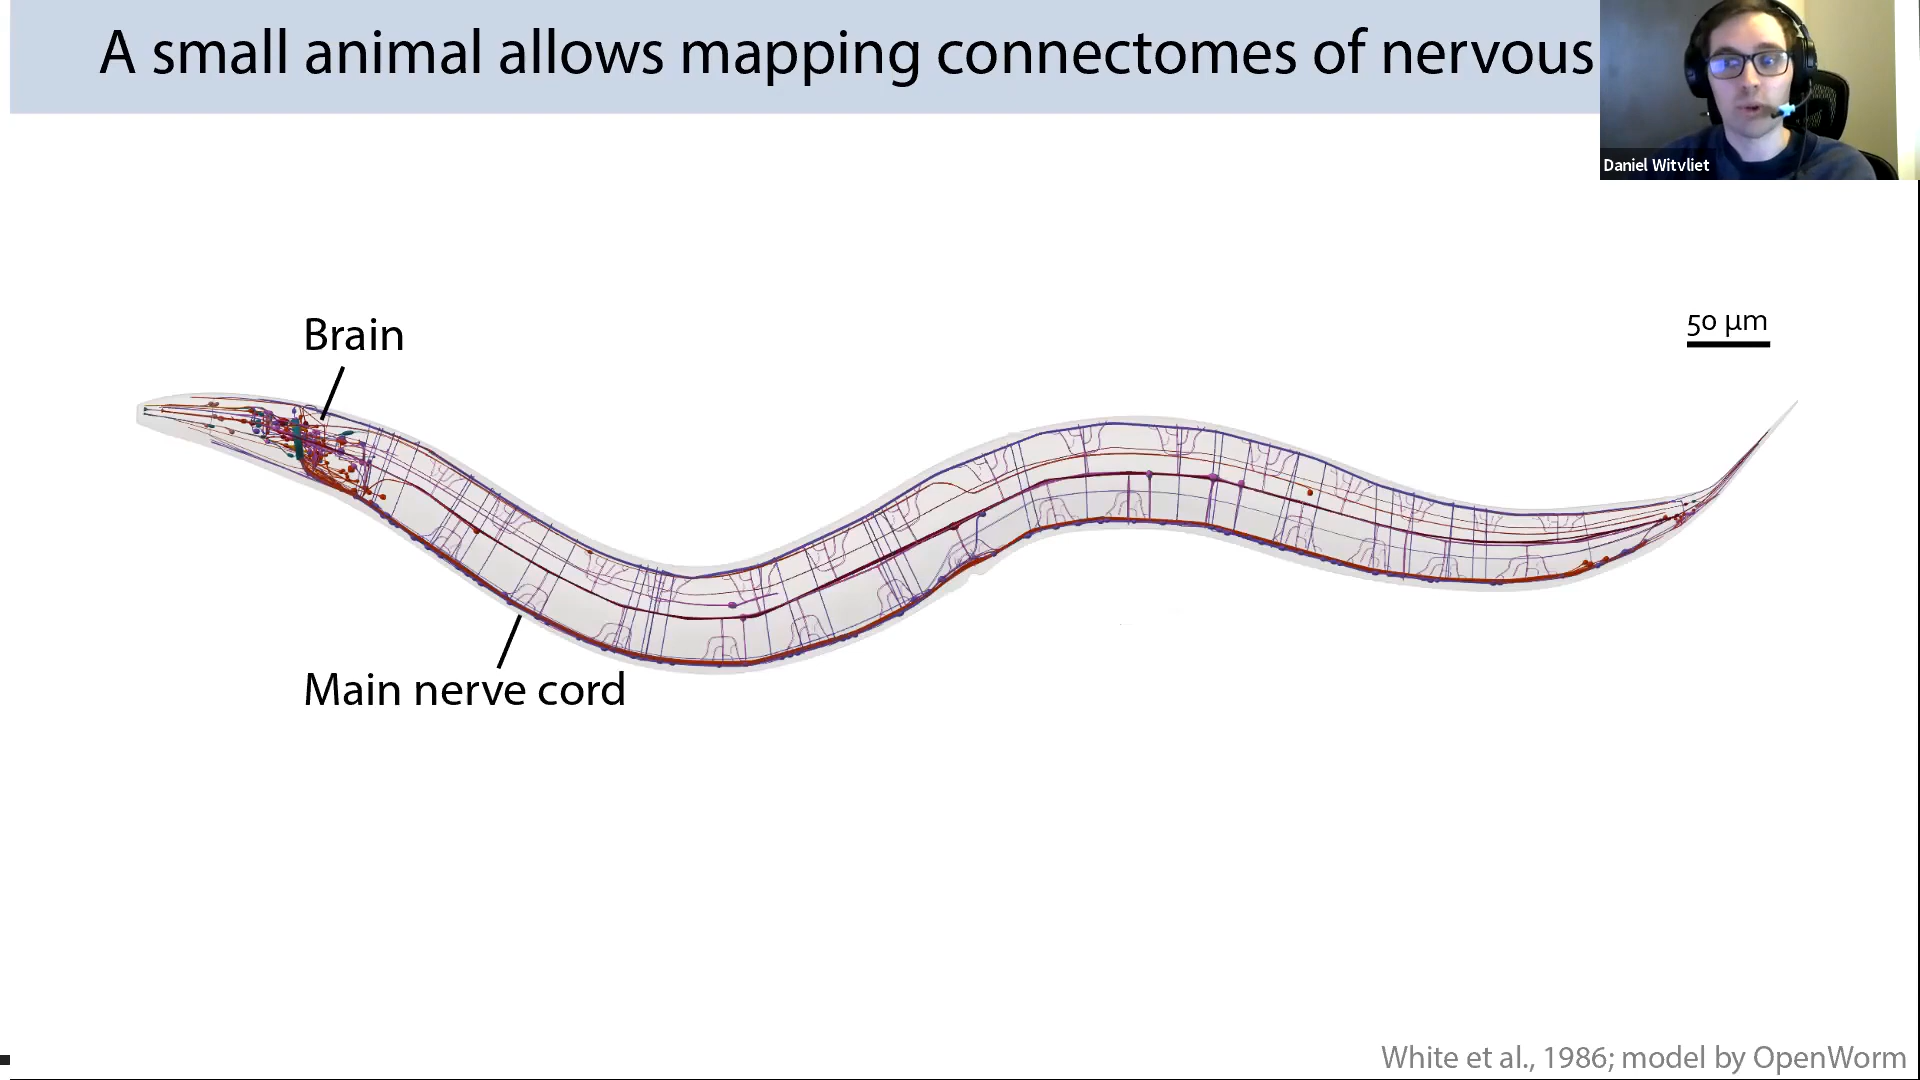 A small animal allows mapping connectomes of nervous
Daniel Witvliet
50 µm
Brain
Main nerve cord
White et al., 1986; model by OpenWorm